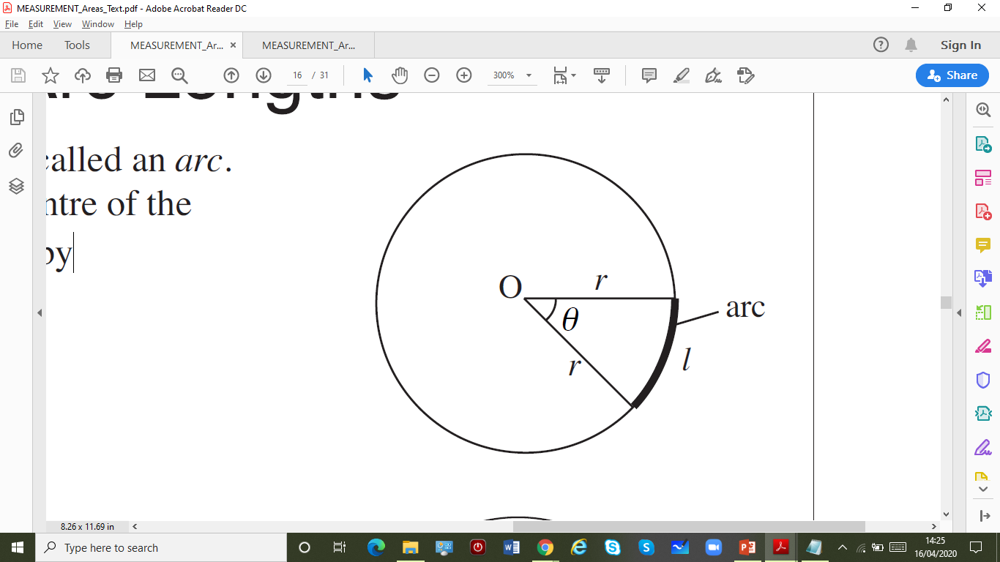 MEASUREMENT_Areas_Text.pdf - Adobe Acrobat Reader DC
File Edit View Window Help
Home Tools MEASUREMENT_Ar... × MEASUREMENT_Ar... Sign In
16 / 31 300% Share
Arc Lengths
called an arc.
ntre of the
by
O r
θ
r
arc
l
8.26 x 11.69 in
Type here to search
14:25
16/04/2020